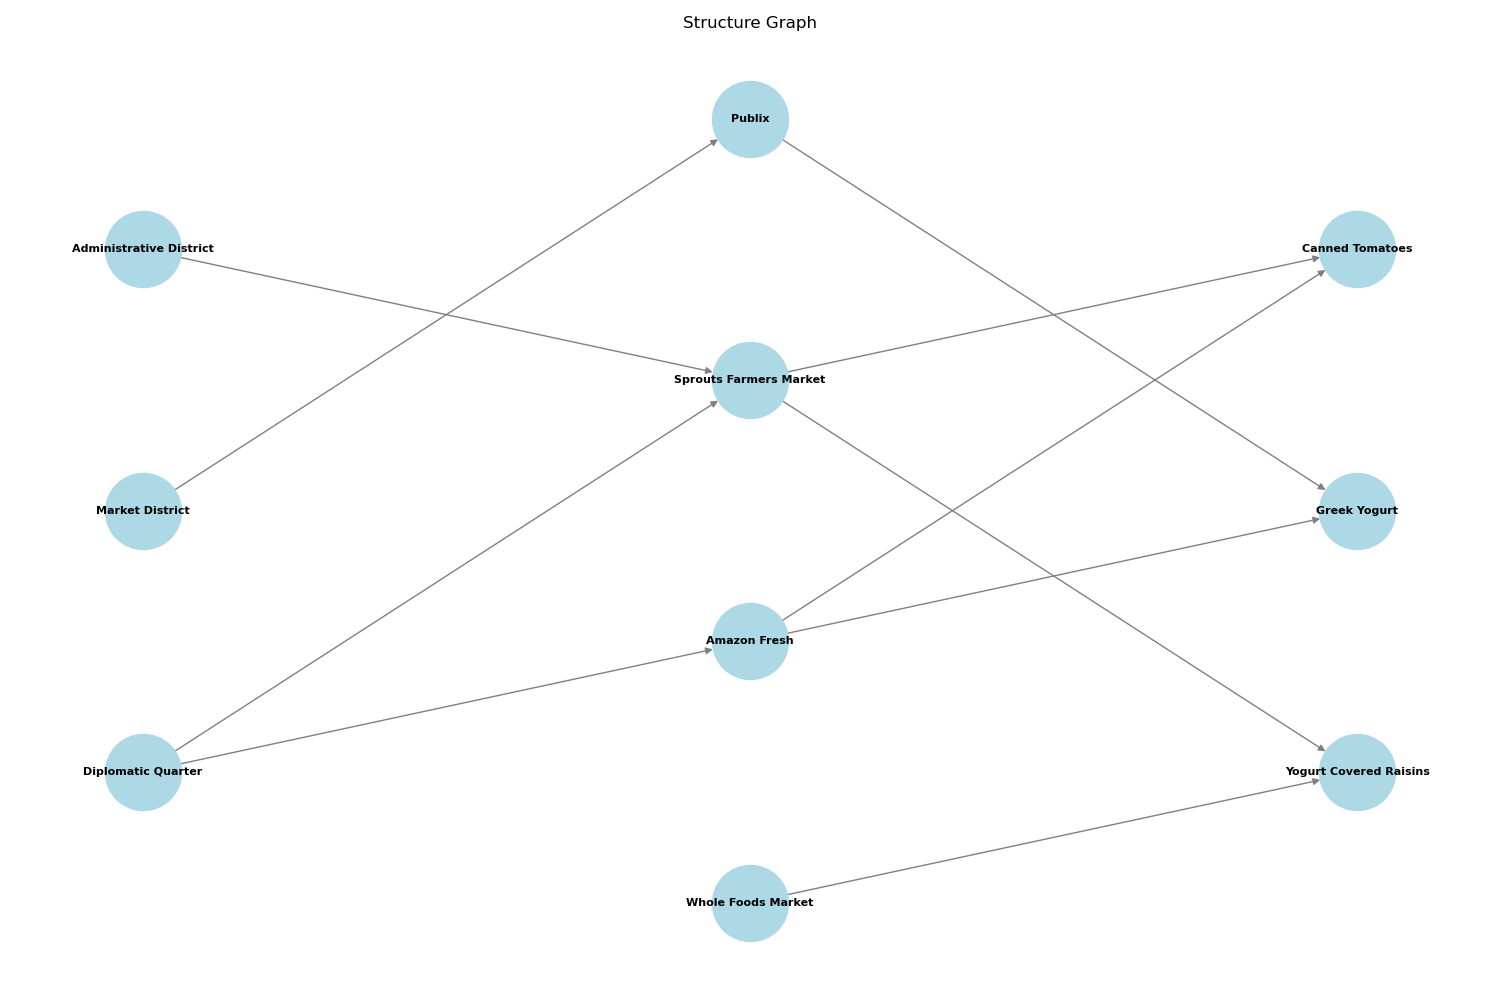 Structure Graph
Publix
Administrative District
Canned Tomatoes
Sprouts Farmers Market
Market District
Greek Yogurt
Amazon Fresh
Diplomatic Quarter
Yogurt Covered Raisins
Whole Foods Market